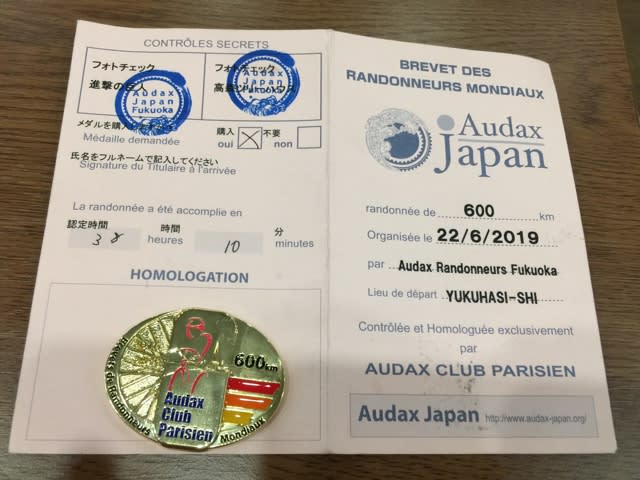 CONTRÔLES SECRETS
フォトチェック
進撃の巨人
Audax
Japan
Fukuoka
フォトチェック
Audax
Japan
Fukuoka
メダルを購入
Médaille demandée
購入
oui
不要
non
氏名をフルネームで記入してください
Signature du Titulaire à l'arrivée
La randonnée a été accomplie en
認定時間
38
時間
heures
10
分
minutes
HOMOLOGATION
600km
Audax
Club
Parisien
Brevets de Randonneurs
Mondiaux
BREVET DES
RANDONNEURS MONDIAUX
Audax
Japan
randonnée de 600 km
Organisée le 22/6/2019
par Audax Randonneurs Fukuoka
Lieu de départ YUKUHASI-SHI
Contrôlée et Homologuée exclusivement
par
AUDAX CLUB PARISIEN
Audax Japan http://www.audax-japan.org/